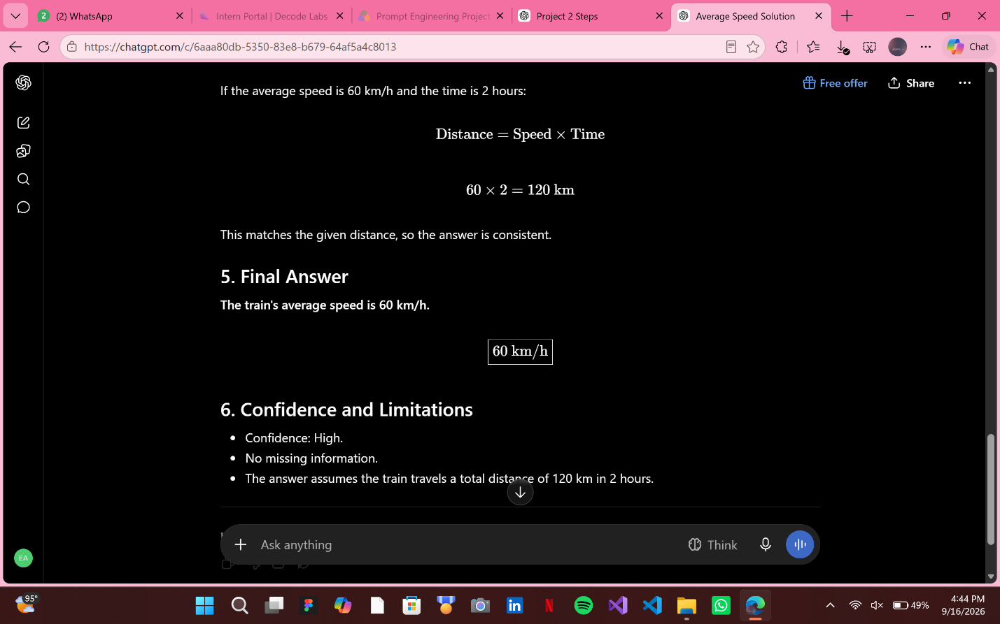 2
(2) WhatsApp
Intern Portal | Decode Labs
Prompt Engineering Project
Project 2 Steps
Average Speed Solution
https://chatgpt.com/c/6aaa80db-5350-83e8-b679-64af5a4c8013
Chat
Free offer
Share
If the average speed is 60 km/h and the time is 2 hours:
Distance = Speed × Time
60 × 2 = 120 km
This matches the given distance, so the answer is consistent.
5. Final Answer
The train's average speed is 60 km/h.
60 km/h
6. Confidence and Limitations
• Confidence: High.
• No missing information.
• The answer assumes the train travels a total distance of 120 km in 2 hours.
Ask anything
Think
EA
95°
in
N
49%
4:44 PM
9/16/2026